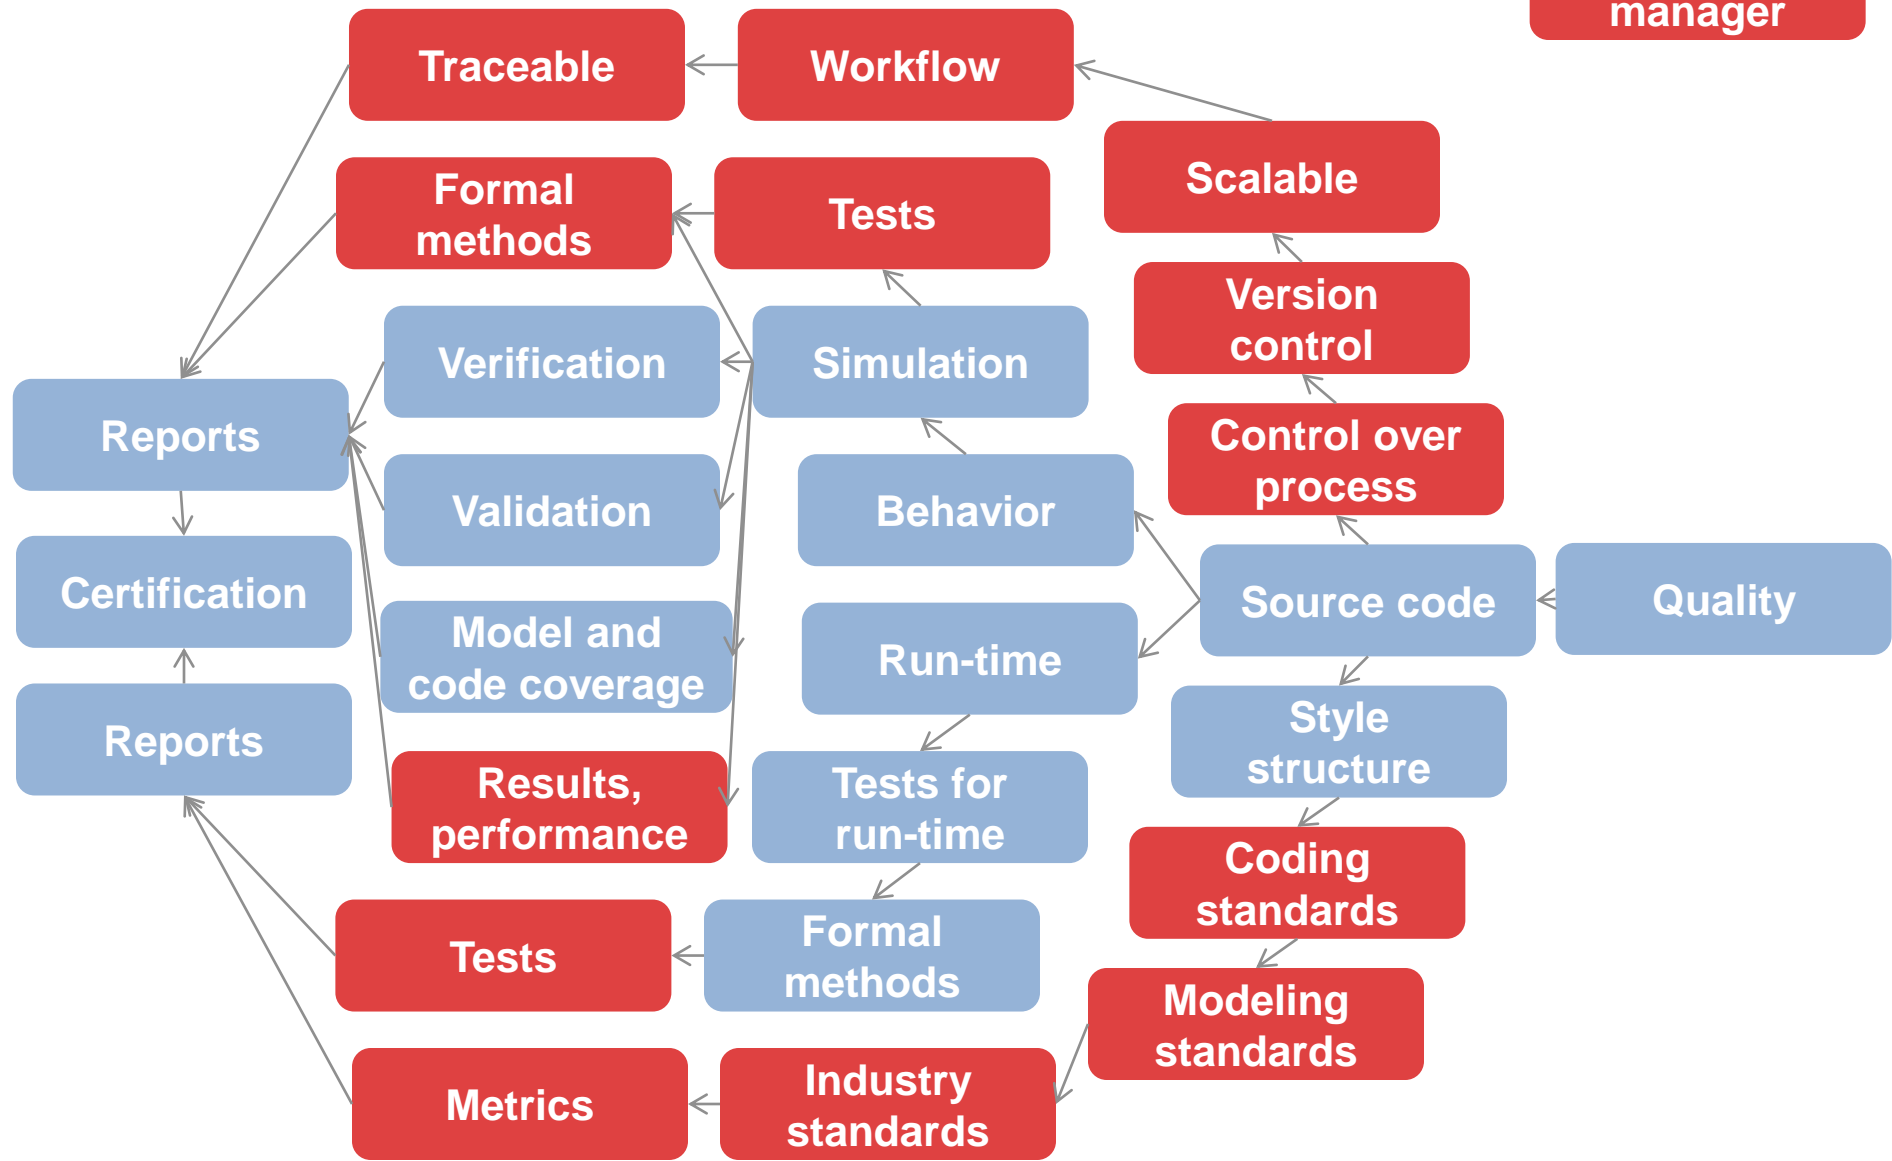 manager
Traceable
Workflow
Scalable
Formal
methods
Tests
Version
control
Verification
Simulation
Reports
Control over
process
Validation
Behavior
Certification
Source code
Quality
Model and
code coverage
Run-time
Reports
Style
structure
Results,
performance
Tests for
run-time
Coding
standards
Tests
Formal
methods
Modeling
standards
Metrics
Industry
standards